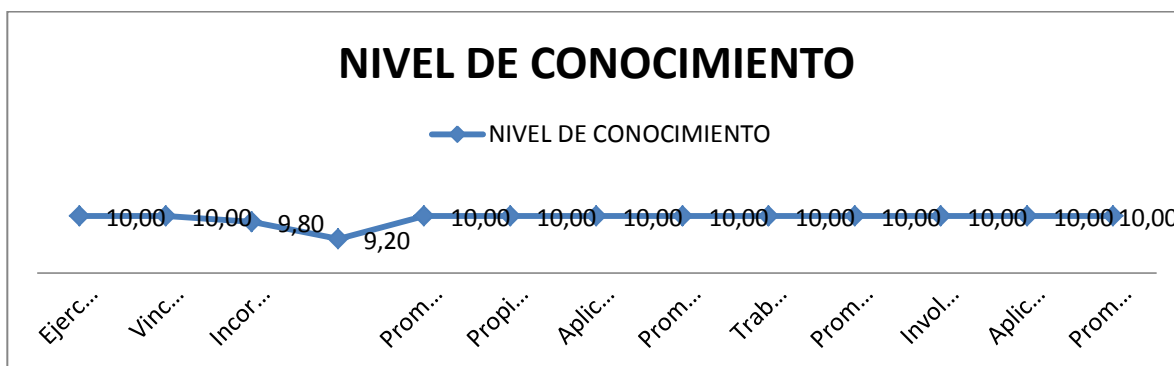 NIVEL DE CONOCIMIENTO
NIVEL DE CONOCIMIENTO
10,00 10,00 9,80 9,20 10,00 10,00 10,00 10,00 10,00 10,00 10,00 10,00 10,00
Ejerc... Vinc... Incor... Prom... Propi... Aplic... Prom... Trab... Prom... Invol... Aplic... Prom...